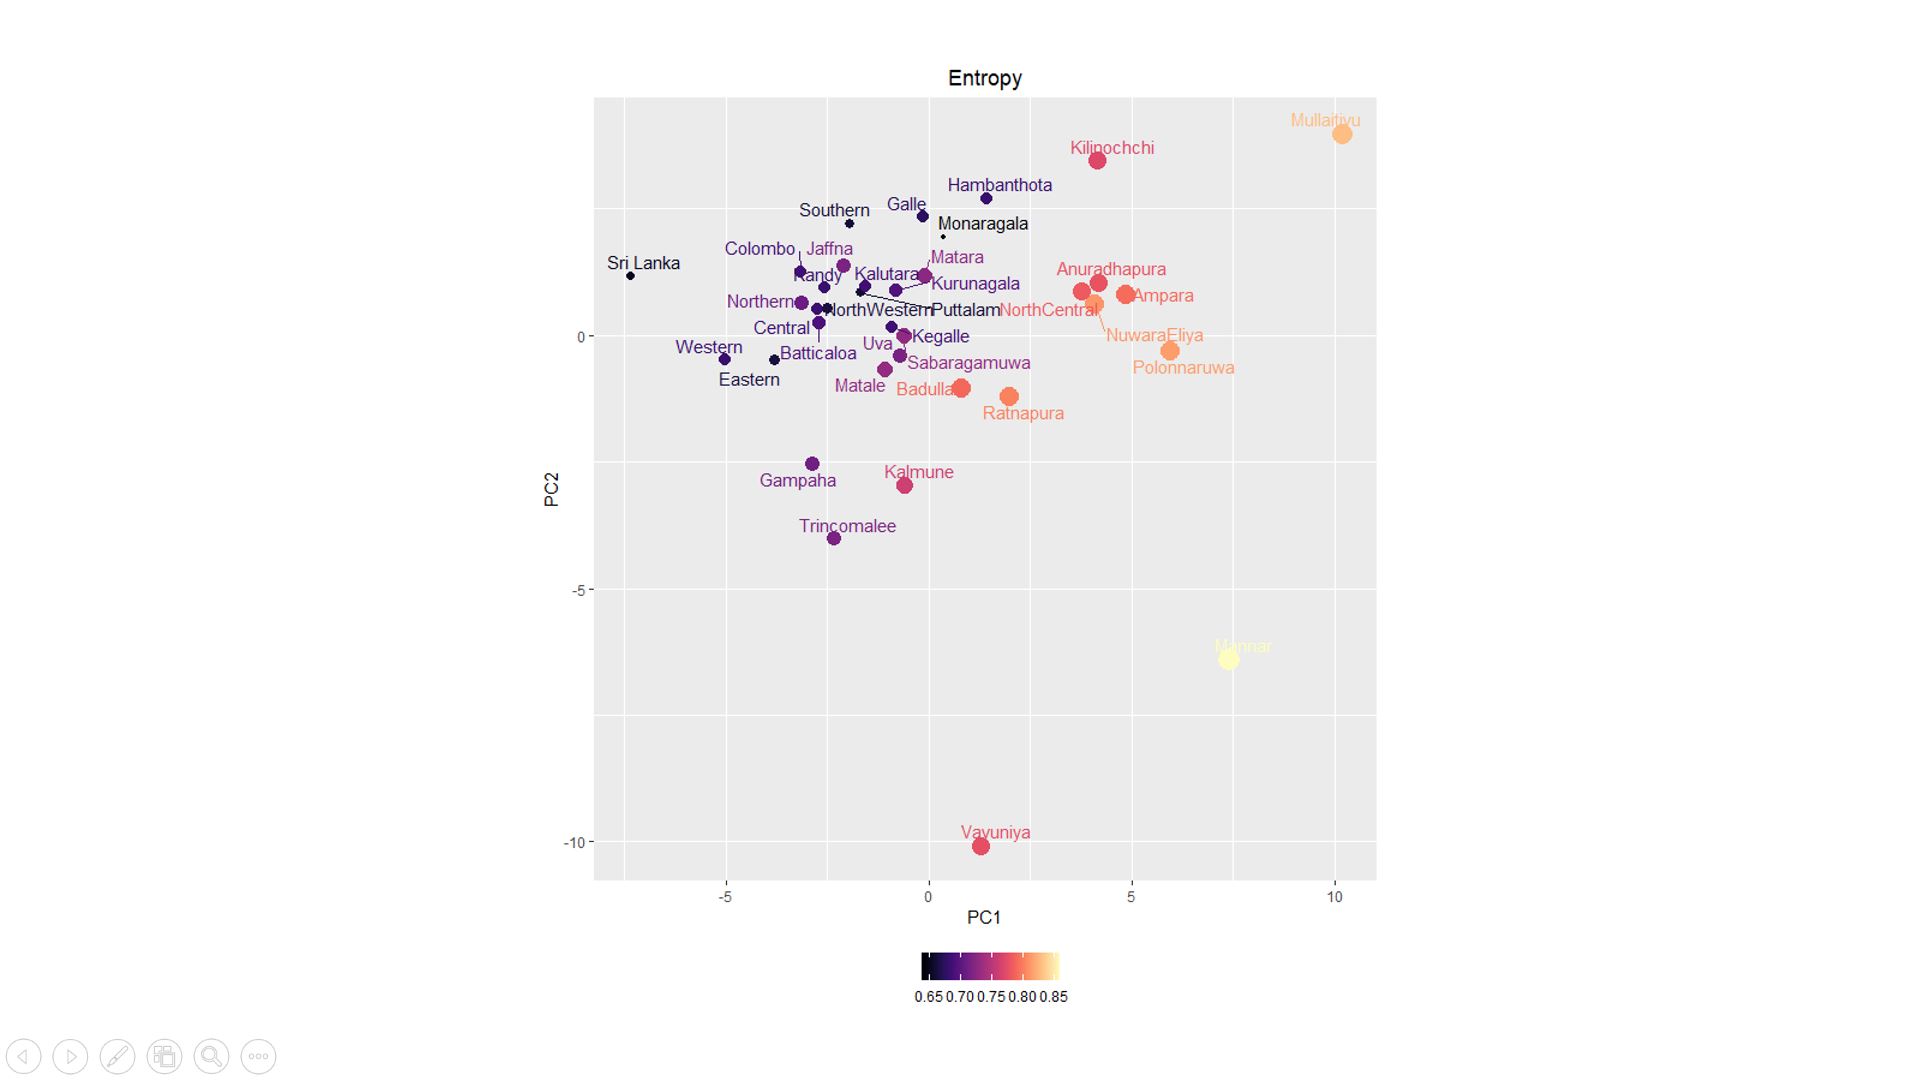 Entropy
Mullaitivu
Kilinochchi
Hambanthota
Galle
Southern
Monaragala
Colombo
Jaffna
Matara
Sri Lanka
Anuradhapura
Kandy
Kalutara
Kurunagala
Ampara
Northern
NorthWestern
Puttalam
NorthCentral
Central
NuwaraEliya
Kegalle
Uva
Western
Batticaloa
Sabaragamuwa
Polonnaruwa
Eastern
Matale
Badulla
Ratnapura
Kalmune
Gampaha
Trincomalee
Mannar
Vavuniya
0
-5
-10
PC2
-5 0 5 10
PC1
0.65 0.70 0.75 0.80 0.85